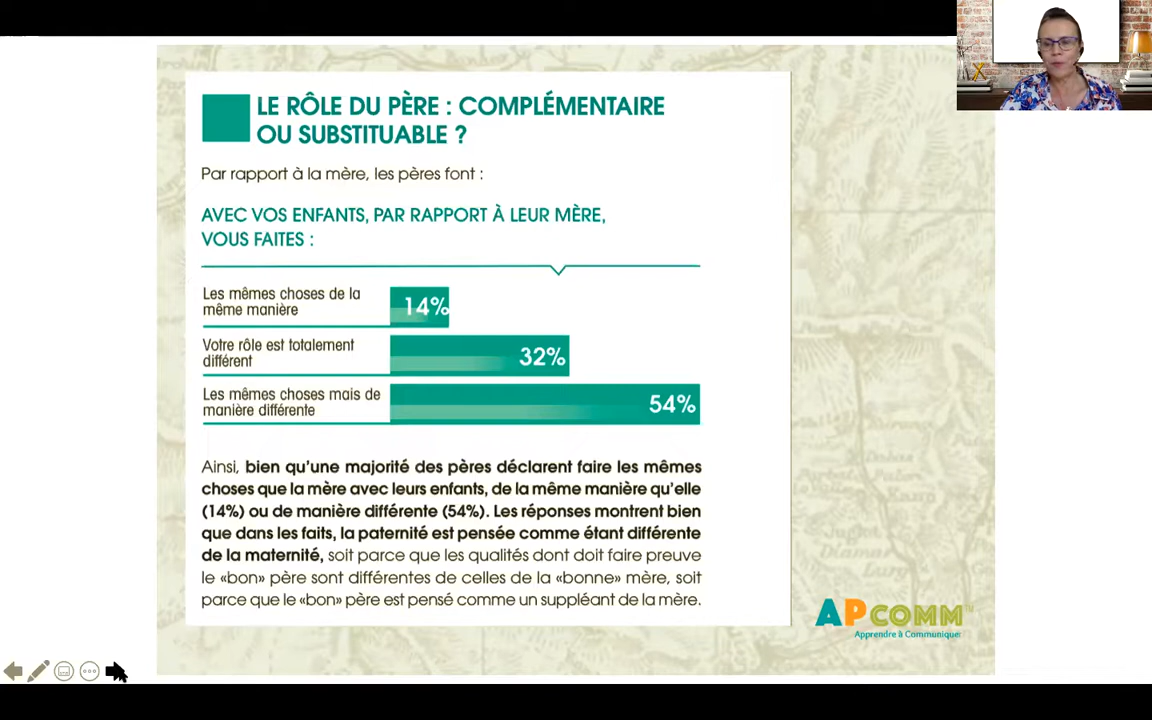 LE RÔLE DU PÈRE : COMPLÉMENTAIRE
OU SUBSTITUABLE ?
Par rapport à la mère, les pères font :
AVEC VOS ENFANTS, PAR RAPPORT À LEUR MÈRE,
VOUS FAITES :
Les mêmes choses de la
même manière
14%
Votre rôle est totalement
différent
32%
Les mêmes choses mais de
manière différente
54%
Ainsi, bien qu'une majorité des pères déclarent faire les mêmes
choses que la mère avec leurs enfants, de la même manière qu'elle
(14%) ou de manière différente (54%). Les réponses montrent bien
que dans les faits, la paternité est pensée comme étant différente
de la maternité, soit parce que les qualités dont doit faire preuve
le «bon» père sont différentes de celles de la «bonne» mère, soit
parce que le «bon» père est pensé comme un suppléant de la mère.
APCOMM™
Apprendre à Communiquer